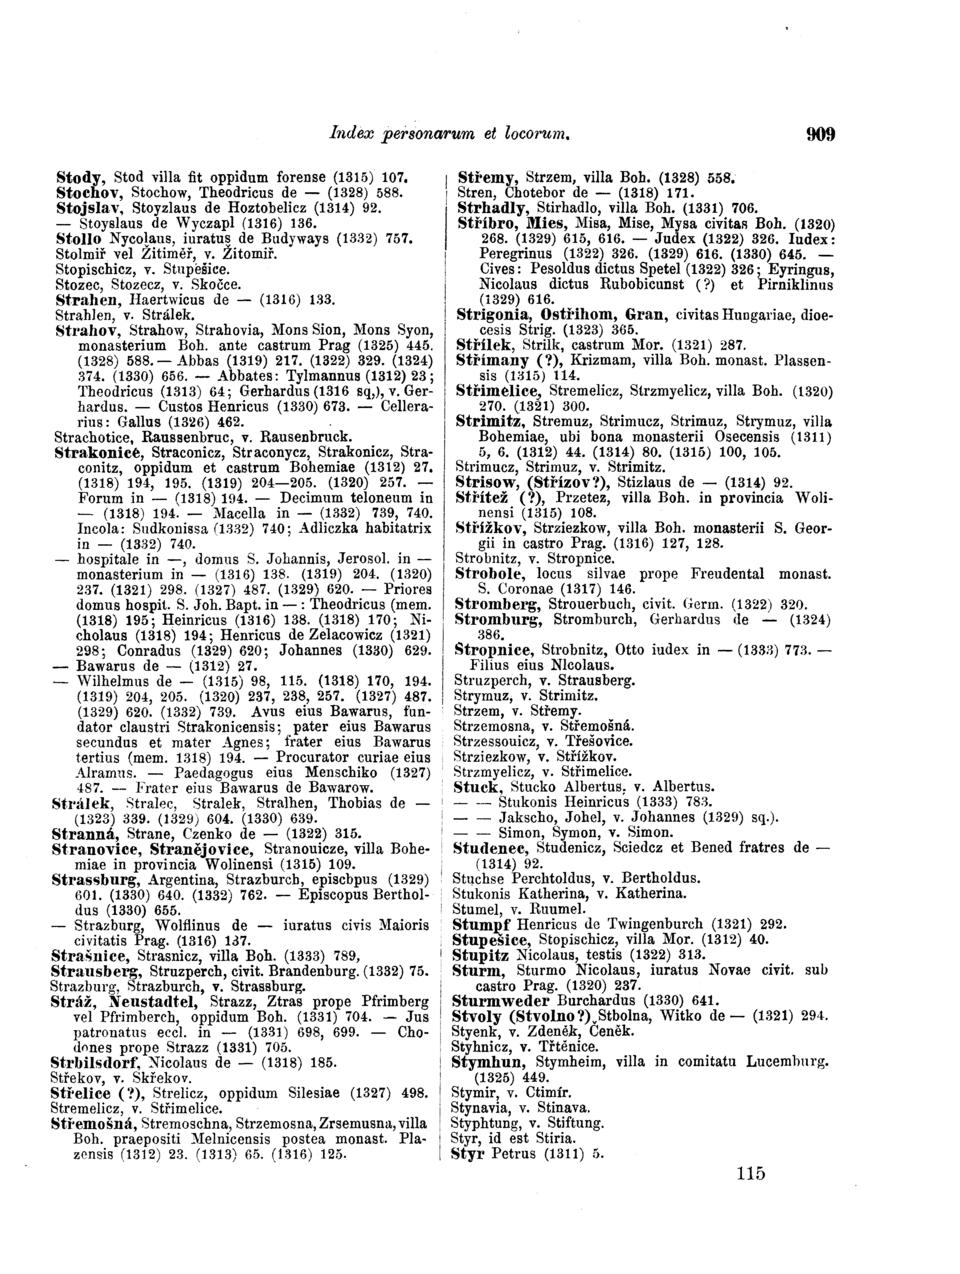 Index personarum et locorum. 909
Stody, Stod villa fit oppidum forense (1315) 107.
Stochov, Stochow, Theodricus de — (1328) 588.
Stojslav, Stoyzlaus de Hoztobelicz (1314) 92.
— Stoyslaus de Wyczapl (1316) 136.
Stollo Nycolaus, iuratus de Budyways (1332) 757.
Stolmiř vel Žitiměř, v. Žitomiř.
Stopischicz, v. Stupešice.
Stozec, Stozecz, v. Skočce.
Strahen, Haertwicus de — (1316) 133.
Strahlen, v. Strálek.
Strahov, Strahow, Strahovia, Mons Sion, Mons Syon,
monasterium Boh. ante castrum Prag (1325) 445.
(1328) 588. — Abbas (1319) 217. (1322) 329. (1324)
374. (1330) 656. — Abbates: Tylmannus (1312) 23;
Theodricus (1313) 64; Gerhardus (1316 sq,), v. Ger-
hardus. — Custos Henricus (1330) 673. — Cellera-
rius: Gallus (1326) 462.
Strachotice, Raussenbruc, v. Rausenbruck.
Strakonice, Straconicz, Straconycz, Strakonicz, Stra-
conitz, oppidum et castrum Bohemiae (1312) 27.
(1318) 194, 195. (1319) 204—205. (1320) 257. —
Forum in — (1318) 194. — Decimum teloneum in
— (1318) 194. — Macella in — (1332) 739, 740.
Incola: Sudkonissa (1332) 740; Adliczka habitatrix
in — (1332) 740.
— hospitale in —, domus S. Johannis, Jerosol. in —
monasterium in — (1316) 138. (1319) 204. (1320)
237. (1321) 298. (1327) 487. (1329) 620. — Priores
domus hospit. S. Joh. Bapt. in — : Theodricus (mem.
(1318) 195; Heinricus (1316) 138. (1318) 170; Ni-
cholaus (1318) 194; Henricus de Zelacowicz (1321)
298; Conradus (1329) 620; Johannes (1330) 629.
— Bawarus de — (1312) 27.
— Wilhelmus de — (1315) 98, 115. (1318) 170, 194.
(1319) 204, 205. (1320) 237, 238, 257. (1327) 487.
(1329) 620. (1332) 739. Avus eius Bawarus, fun-
dator claustri Strakonicensis; pater eius Bawarus
secundus et mater Agnes; frater eius Bawarus
tertius (mem. 1318) 194. — Procurator curiae eius
Alramus. — Paedagogus eius Menschiko (1327)
487. — Frater eius Bawarus de Bawarow.
Strálek, Stralec, Stralek, Stralhen, Thobias de —
(1323) 339. (1329) 604. (1330) 639.
Stranná, Strane, Czenko de — (1322) 315.
Stranovice, Stranějovice, Stranouicze, villa Bohe-
miae in provincia Wolinensi (1315) 109.
Strassburg, Argentina, Strazburch, episcbpus (1329)
601. (1330) 640. (1332) 762. — Episcopus Berthol-
dus (1330) 655.
— Strazburg, Wolflinus de — iuratus civis Maioris
civitatis Prag. (1316) 137.
Strašnice, Strasnicz, villa Boh. (1333) 789,
Strausberg, Struzperch, civit. Brandenburg. (1332) 75.
Strazburg, Strazburch, v. Strassburg.
Stráž, Neustadtel, Strazz, Ztras prope Pfrimberg
vel Pfrimberch, oppidum Boh. (1331) 704. — Jus
patronatus eccl. in — (1331) 698, 699. — Cho-
dones prope Strazz (1331) 705.
Strbilsdorf, Nicolaus de — (1318) 185.
Střekov, v. Skřekov.
Střelice (?), Strelicz, oppidum Silesiae (1327) 498.
Stremelicz, v. Střimelice.
Střemošná, Stremoschna, Strzemosna, Zrsemusna, villa
Boh. praepositi Melnicensis postea monast. Pla-
zensis (1312) 23. (1313) 65. (1316) 125.
Střemy, Strzem, villa Boh. (1328) 558.
Stren, Chotebor de — (1318) 171.
Strhadly, Stirhadlo, villa Boh. (1331) 706.
Stříbro, Mies, Misa, Mise, Mysa civitas Boh. (1320)
268. (1329) 615, 616. — Judex (1322) 326. Iudex:
Peregrinus (1322) 326. (1329) 616. (1330) 645. —
Cives: Pesoldus dictus Spetel (1322) 326; Eyringus,
Nicolaus dictus Rubobicunst (?) et Pirniklinus
(1329) 616.
Strigonia, Ostřihom, Gran, civitas Hungariae, dioe-
cesis Strig. (1323) 365.
Střílek, Strilk, castrum Mor. (1321) 287.
Střimany (?), Krizmam, villa Boh. monast. Plassen-
sis (1315) 114.
Střimelice, Stremelicz, Strzmyelicz, villa Boh. (1320)
270. (1321) 300.
Strimitz, Stremuz, Strimucz, Strimuz, Strymuz, villa
Bohemiae, ubi bona monasterii Osecensis (1311)
5, 6. (1312) 44. (1314) 80. (1315) 100, 105.
Strimucz, Strimuz, v. Strimitz.
Strisow, (Střízov?), Stizlaus de — (1314) 92.
Střítež (?), Przetez, villa Boh. in provincia Woli-
nensi (1315) 108.
Střížkov, Strziezkow, villa Boh. monasterii S. Geor-
gii in castro Prag. (1316) 127, 128.
Strobnitz, v. Stropnice.
Strobole, locus silvae prope Freudental monast.
S. Coronae (1317) 146.
Stromberg, Strouerbuch, civit. Germ. (1322) 320.
Stromburg, Stromburch, Gerhardus de — (1324)
386.
Stropnice, Strobnitz, Otto iudex in — (1333) 773. —
Filius eius Nlcolaus.
Struzperch, v. Strausberg.
Strymuz, v. Strimitz.
Strzem, v. Střemy.
Strzemosna, v. Střemošná.
Strzessouicz, v. Třešovice.
Strziezkow, v. Střížkov.
Strzmyelicz, v. Střimelice.
Stuck, Stucko Albertus, v. Albertus.
— — Stukonis Heinricus (1333) 783.
— — Jakscho, Johel, v. Johannes (1329) sq.).
— — Simon, Symon, v. Simon.
Studenec, Studenicz, Sciedcz et Bened fratres de —
(1314) 92.
Stuchse Perchtoldus, v. Bertholdus.
Stukonis Katherina, v. Katherina.
Stumel, v. Ruumel.
Stumpf Henricus de Twingenburch (1321) 292.
Stupešice, Stopischicz, villa Mor. (1312) 40.
Stupitz Nicolaus, testis (1322) 313.
Sturm, Sturmo Nicolaus, iuratus Novae civit. sub
castro Prag. (1320) 237.
Sturmweder Burchardus (1330) 641.
Stvoly (Stvolno?), Stbolna, Witko de — (1321) 294.
Styenk, v. Zdeněk, Čeněk.
Styhnicz, v. Třtěnice.
Stymhun, Stymheim, villa in comitatu Lucemburg.
(1325) 449.
Stymir, v. Ctimír.
Stynavia, v. Stinava.
Styphtung, v. Stiftung.
Styr, id est Stiria.
Styr Petrus (1311) 5.
115